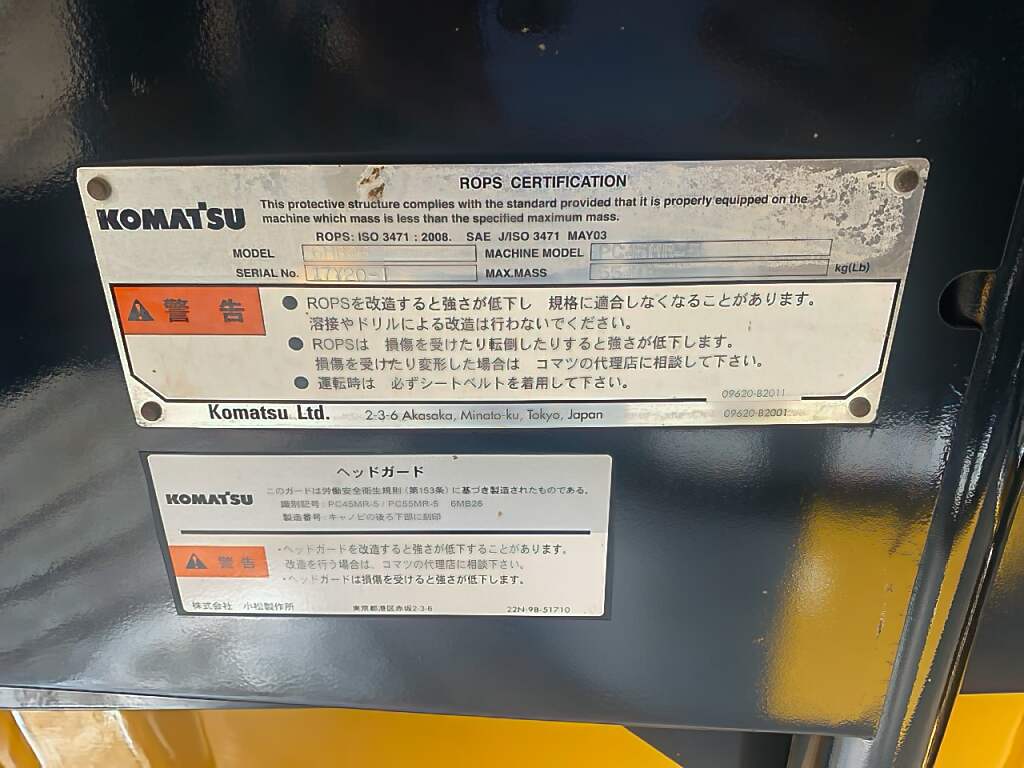 ROPS CERTIFICATION
KOMATSU
This protective structure complies with the standard provided that it is properly equipped on the
machine which mass is less than the specified maximum mass.
ROPS: ISO 3471 : 2008. SAE J/ISO 3471 MAY03
MODEL MACHINE MODEL
SERIAL No. MAX.MASS kg(Lb)
警告
● ROPSを改造すると強さが低下し 規格に適合しなくなることがあります。
溶接やドリルによる改造は行わないでください。
● ROPSは 損傷を受けたり転倒したりすると強さが低下します。
損傷を受けたり変形した場合は コマツの代理店に相談して下さい。
● 運転時は 必ずシートベルトを着用して下さい。
09620-B2011
Komatsu Ltd. 2-3-6 Akasaka, Minato-ku, Tokyo, Japan 09620-B2001
ヘッドガード
KOMATSU
このガードは労働安全衛生規則(第153条)に基づき製造されたものである。
識別記号:PC45MR-5 / PC55MR-5 6MB26
製造番号:キャノピの後ろ下部に刻印
警告
・ヘッドガードを改造すると強さが低下することがあります。
改造を行う場合は、コマツの代理店に相談下さい。
・ヘッドガードは損傷を受けると強さが低下します。
株式会社 小松製作所 東京都港区赤坂2-3-6 22N-9B-51710